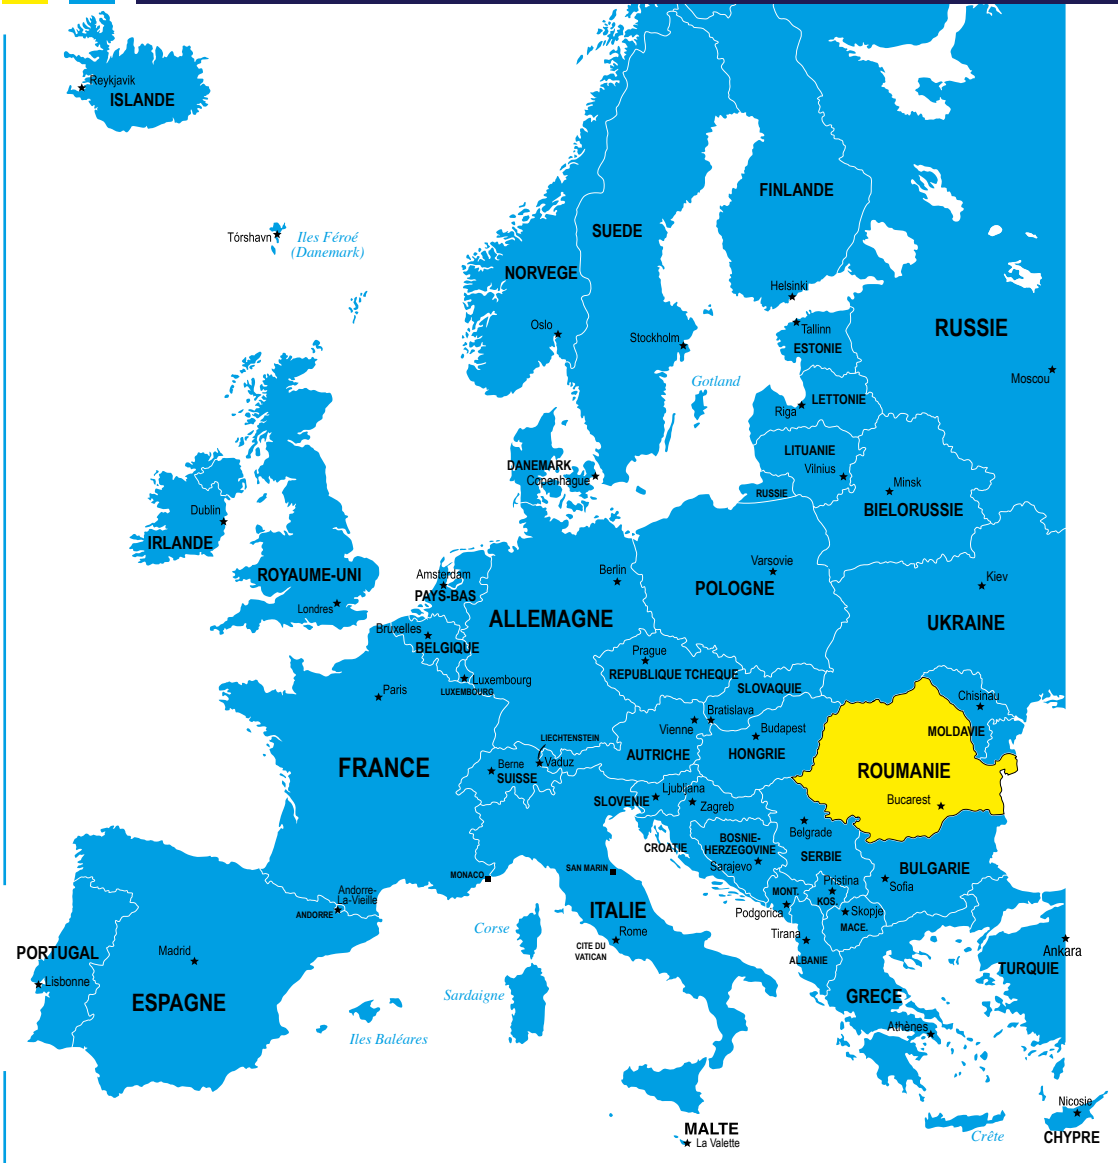 Reykjavik
ISLANDE
Tórshavn
Iles Féroé
(Danemark)
FINLANDE
SUEDE
NORVEGE
Helsinki
Oslo
Stockholm
Tallinn
ESTONIE
RUSSIE
Moscou
Gotland
Riga
LETTONIE
LITUANIE
Vilnius
DANEMARK
Copenhague
RUSSIE
Minsk
BIELORUSSIE
Dublin
IRLANDE
ROYAUME-UNI
Londres
Amsterdam
PAYS-BAS
Berlin
ALLEMAGNE
Varsovie
POLOGNE
Kiev
UKRAINE
Bruxelles
BELGIQUE
Luxembourg
LUXEMBOURG
Paris
Prague
REPUBLIQUE TCHEQUE
SLOVAQUIE
Bratislava
Vienne
AUTRICHE
Budapest
HONGRIE
Chisinau
MOLDAVIE
LIECHTENSTEIN
Vaduz
Berne
SUISSE
FRANCE
ROUMANIE
Bucarest
SLOVENIE
Ljubljana
Zagreb
CROATIE
BOSNIE-
HERZEGOVINE
Sarajevo
Belgrade
SERBIE
BULGARIE
Sofia
Pristina
KOS.
MONT.
Podgorica
Skopje
MACE.
Tirana
ALBANIE
MONACO
SAN MARIN
ITALIE
Rome
CITE DU
VATICAN
Corse
Sardaigne
Andorre-
La-Vieille
ANDORRE
PORTUGAL
Lisbonne
Madrid
ESPAGNE
Iles Baléares
GRECE
Athènes
Ankara
TURQUIE
Nicosie
CHYPRE
Crête
MALTE
La Valette